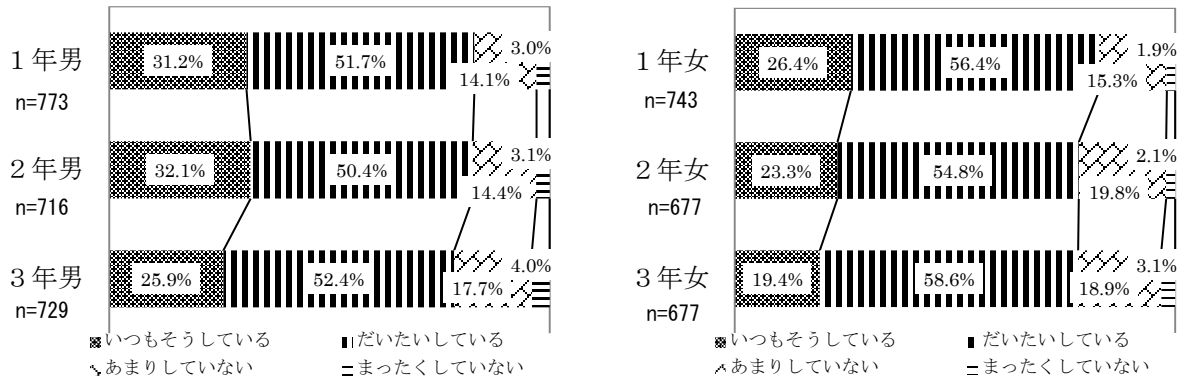 1年男
n=773
31.2%
51.7%
14.1%
3.0%
2年男
n=716
32.1%
50.4%
14.4%
3.1%
3年男
n=729
25.9%
52.4%
17.7%
4.0%
いつもそうしている
だいたいしている
あまりしていない
まったくしていない
1年女
n=743
26.4%
56.4%
15.3%
1.9%
2年女
n=677
23.3%
54.8%
19.8%
2.1%
3年女
n=677
19.4%
58.6%
18.9%
3.1%
いつもそうしている
だいたいしている
あまりしていない
まったくしていない